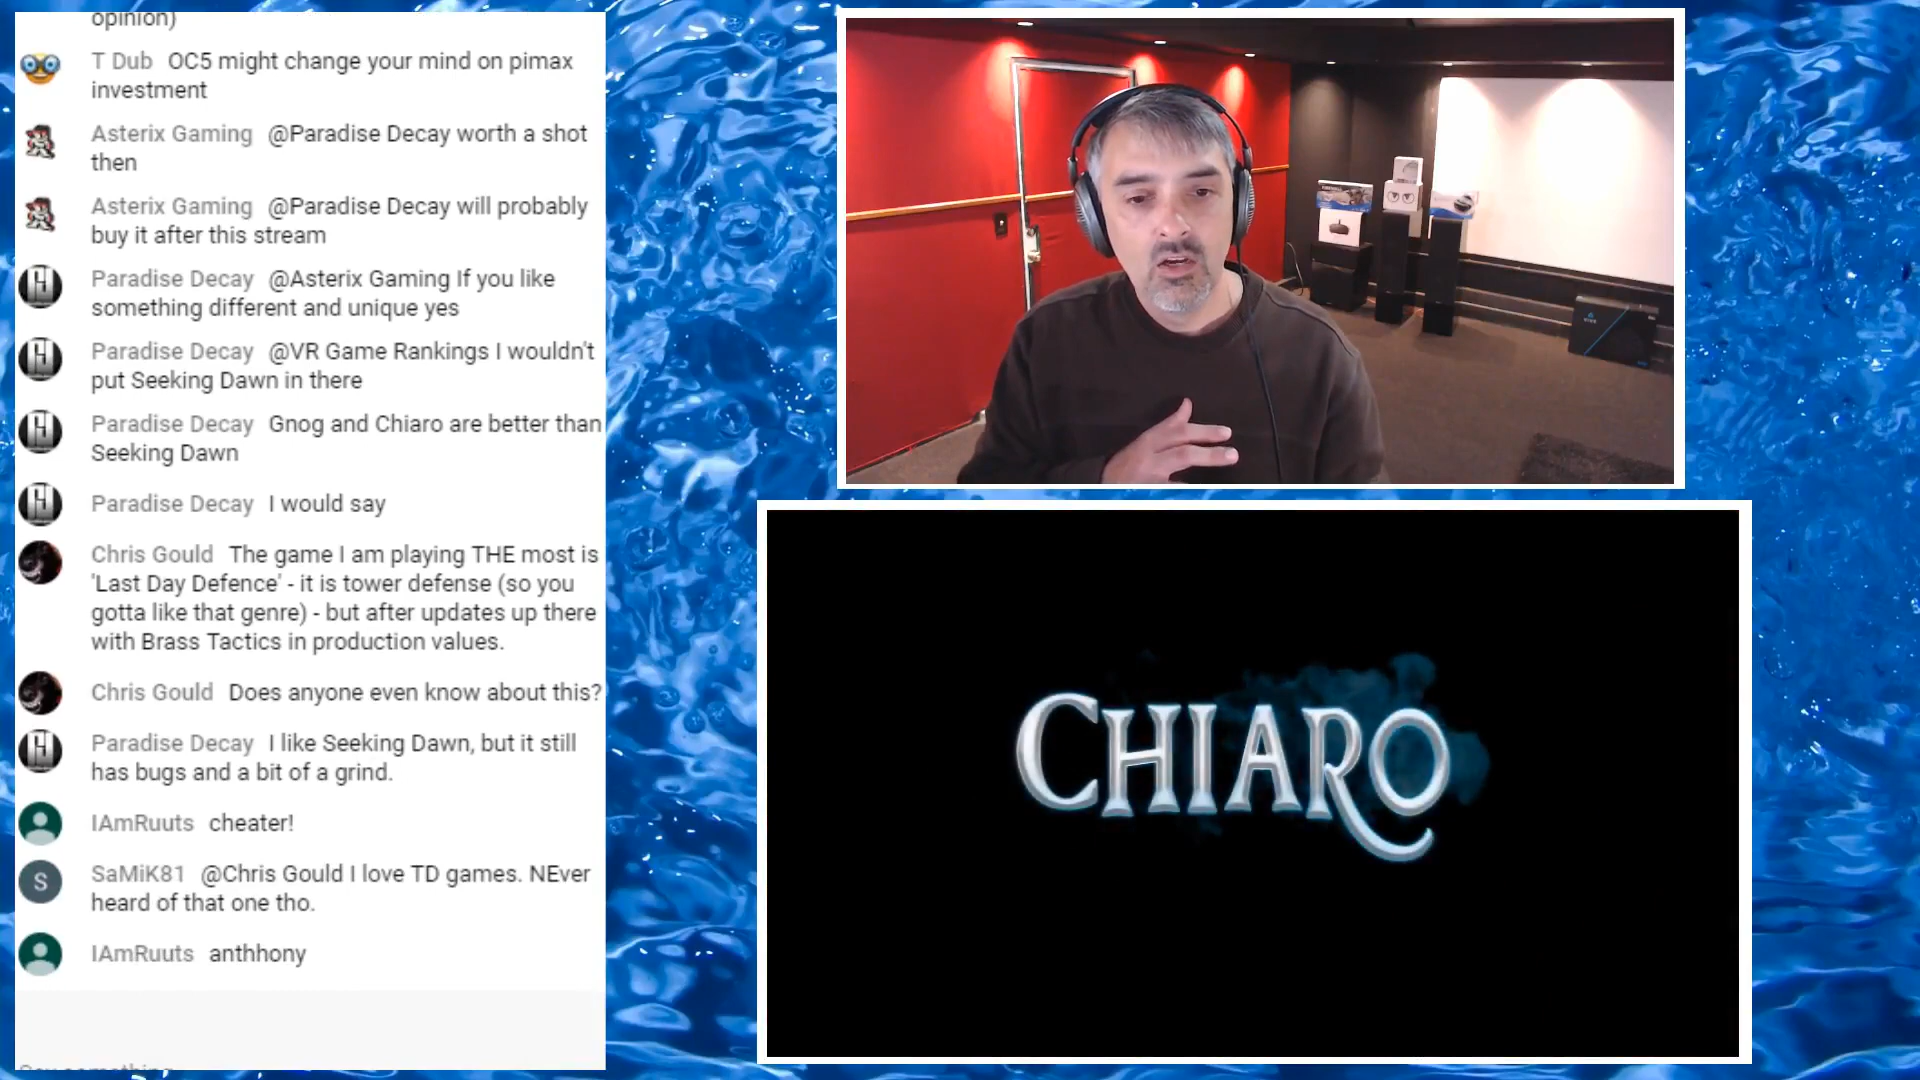 opinion)
T Dub OC5 might change your mind on pimax
investment
Asterix Gaming @Paradise Decay worth a shot
then
Asterix Gaming @Paradise Decay will probably
buy it after this stream
Paradise Decay @Asterix Gaming If you like
something different and unique yes
Paradise Decay @VR Game Rankings I wouldn't
put Seeking Dawn in there
Paradise Decay Gnog and Chiaro are better than
Seeking Dawn
Paradise Decay I would say
Chris Gould The game I am playing THE most is
'Last Day Defence' - it is tower defense (so you
gotta like that genre) - but after updates up there
with Brass Tactics in production values.
Chris Gould Does anyone even know about this?
Paradise Decay I like Seeking Dawn, but it still
has bugs and a bit of a grind.
IAmRuuts cheater!
S
SaMiK81 @Chris Gould I love TD games. NEver
heard of that one tho.
IAmRuuts anthhony
CHIARO